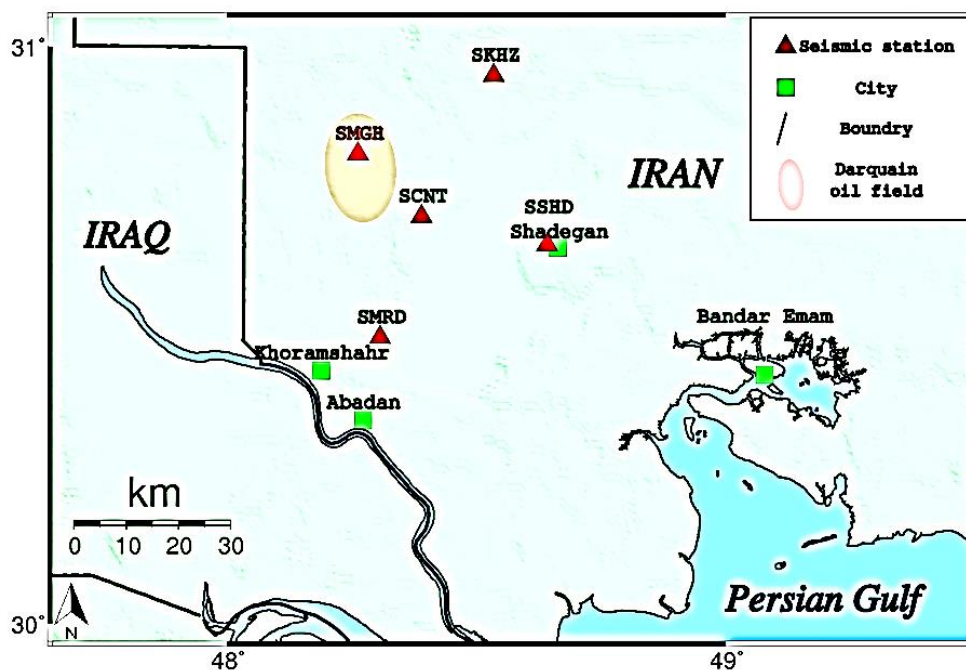 31°
SKHZ
Seismic station
City
Boundry
Darquain
oil field
SMGH
IRAN
SCNT
SSHD
Shadegan
IRAQ
SMRD
Bandar Emam
Khoramshahr
Abadan
km
0 10 20 30
Persian Gulf
30°
N
48°
49°